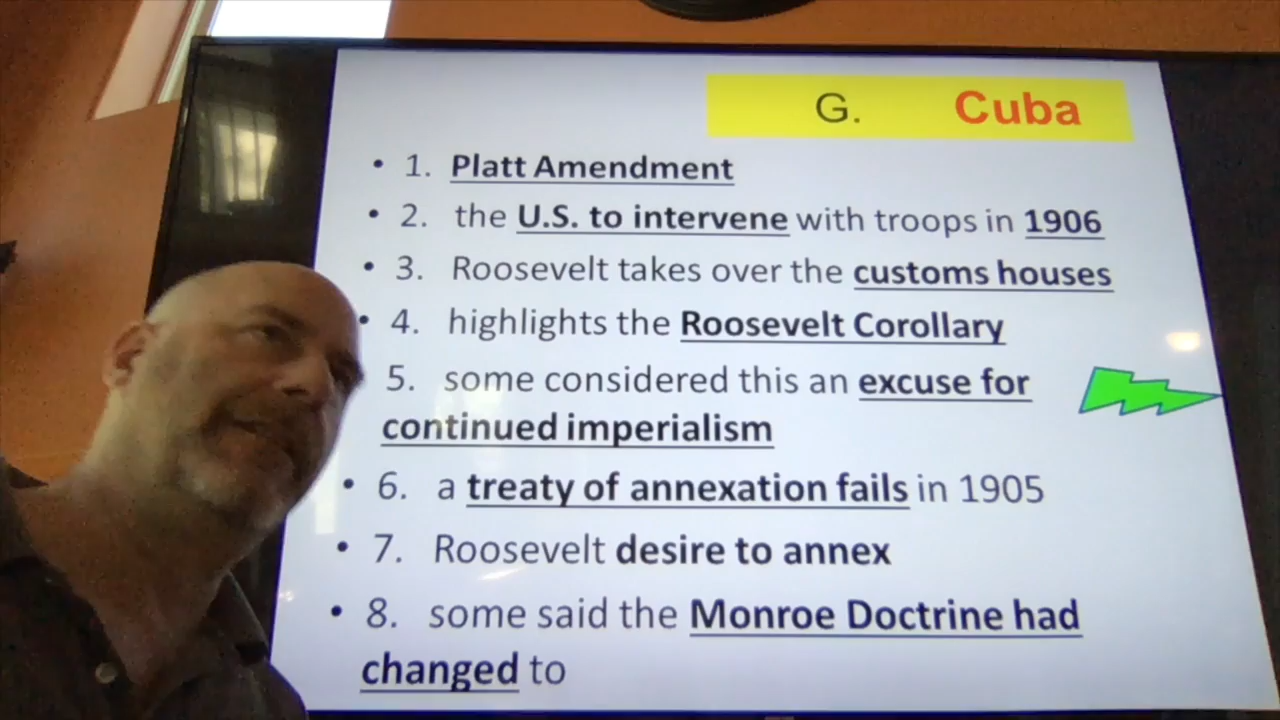 G. Cuba
• 1. Platt Amendment
• 2. the U.S. to intervene with troops in 1906
• 3. Roosevelt takes over the customs houses
• 4. highlights the Roosevelt Corollary
5. some considered this an excuse for
continued imperialism
• 6. a treaty of annexation fails in 1905
• 7. Roosevelt desire to annex
• 8. some said the Monroe Doctrine had
changed to